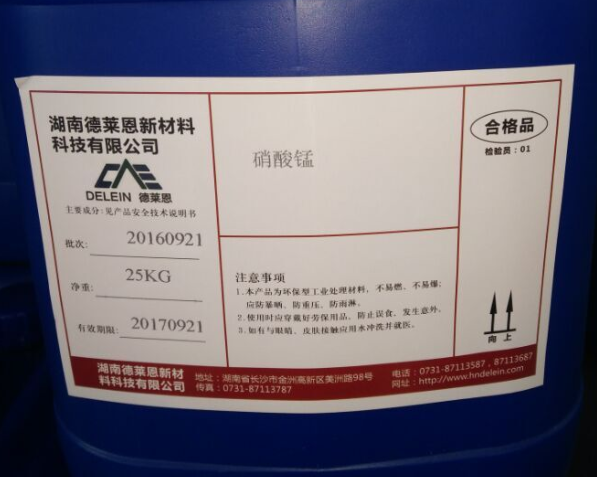 湖南德莱恩新材料
科技有限公司
DELEIN 德莱恩
主要成分:见产品安全技术说明书
批次: 20160921
净重: 25KG
有效期限: 20170921
硝酸锰
注意事项
1.本产品为环保型工业处理材料,不易燃、不易爆;
应防暴晒、防重压、防雨淋。
2.使用时应穿戴好劳保用品,防止误食、发生意外,
3.如有与眼睛、皮肤接触应用水冲洗并就医。
合格品
检验员:01
向上
湖南德莱恩新材
料科技有限公司
地址:湖南省长沙市金洲高新区美洲路98号
传真:0731-87113787
电话:0731-87113587,87113687
网址:http://www.hndelein.com